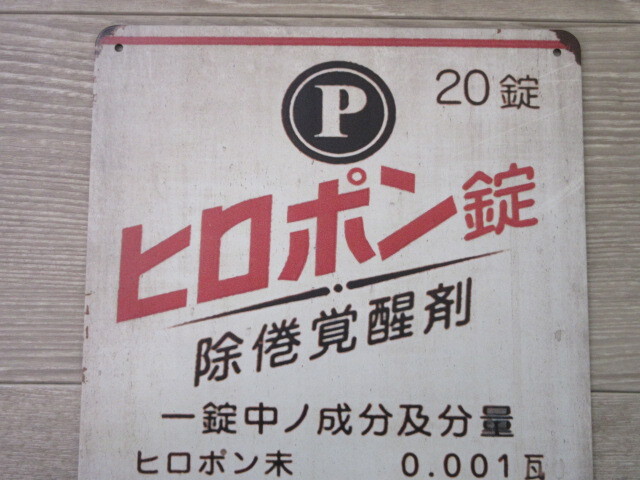 P
20錠
ヒロポン錠
除倦覚醒剤
一錠中ノ成分及分量
ヒロポン末 0.001瓦